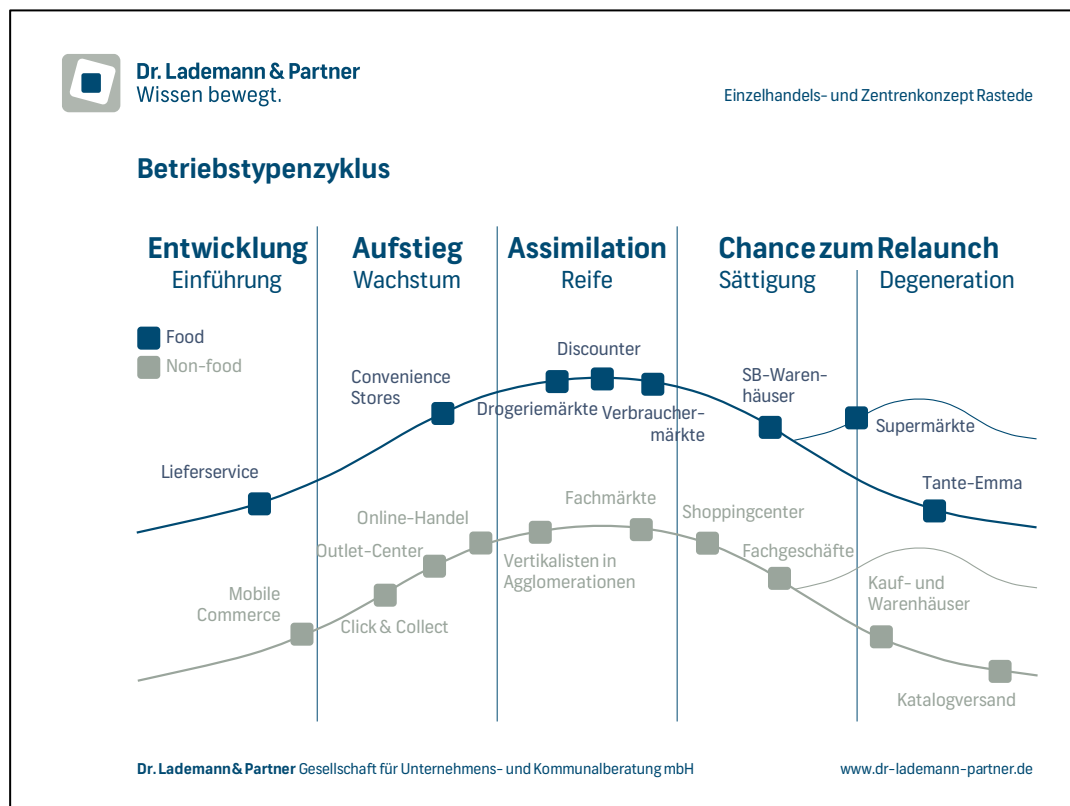 Dr. Lademann & Partner
Wissen bewegt.
Einzelhandels- und Zentrenkonzept Rastede
Betriebstypenzyklus
Entwicklung
Einführung
Aufstieg
Wachstum
Assimilation
Reife
Chance zum Relaunch
Sättigung
Degeneration
Food
Non-food
Lieferservice
Convenience
Stores
Drogeriemärkte
Discounter
Verbraucher-
märkte
SB-Waren-
häuser
Supermärkte
Tante-Emma
Mobile
Commerce
Click & Collect
Outlet-Center
Online-Handel
Vertikalisten in
Agglomerationen
Fachmärkte
Shoppingcenter
Fachgeschäfte
Kauf- und
Warenhäuser
Katalogversand
Dr. Lademann & Partner Gesellschaft für Unternehmens- und Kommunalberatung mbH
www.dr-lademann-partner.de